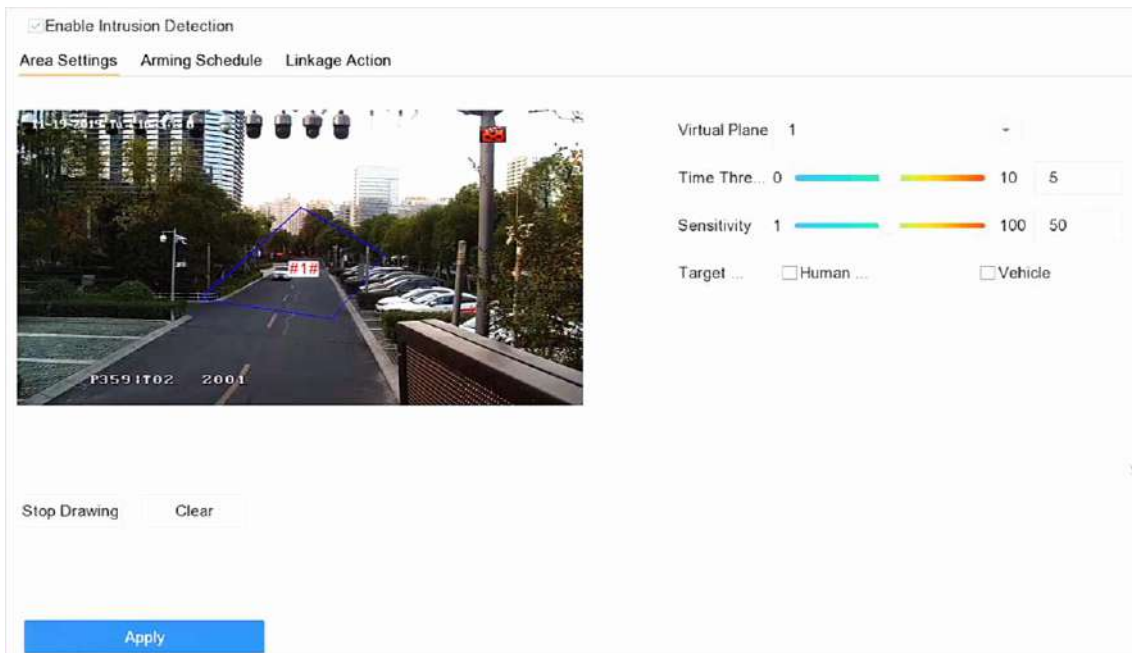 Enable Intrusion Detection
Area Settings Arming Schedule Linkage Action
Virtual Plane 1
Time Thre... 0 10 5
Sensitivity 1 100 50
Target ... Human ... Vehicle
#1#
P3591T02 2001
Stop Drawing Clear
Apply